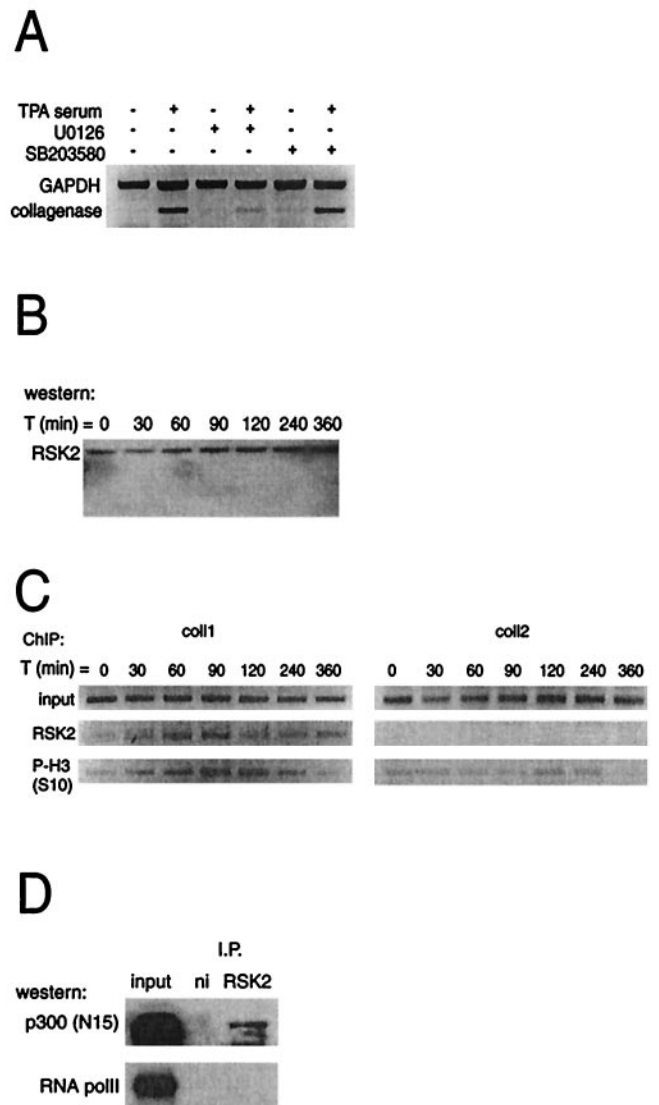 A
TPA serum - + - + - +
U0126 - - + + - -
SB203580 - - - - + +
GAPDH
collagenase
B
western:
T (min) = 0 30 60 90 120 240 360
RSK2
C
ChIP: coll1 coll2
T (min) = 0 30 60 90 120 240 360 0 30 60 90 120 240 360
input
RSK2
P-H3
(S10)
D
I.P.
western: input ni RSK2
p300 (N15)
RNA polII